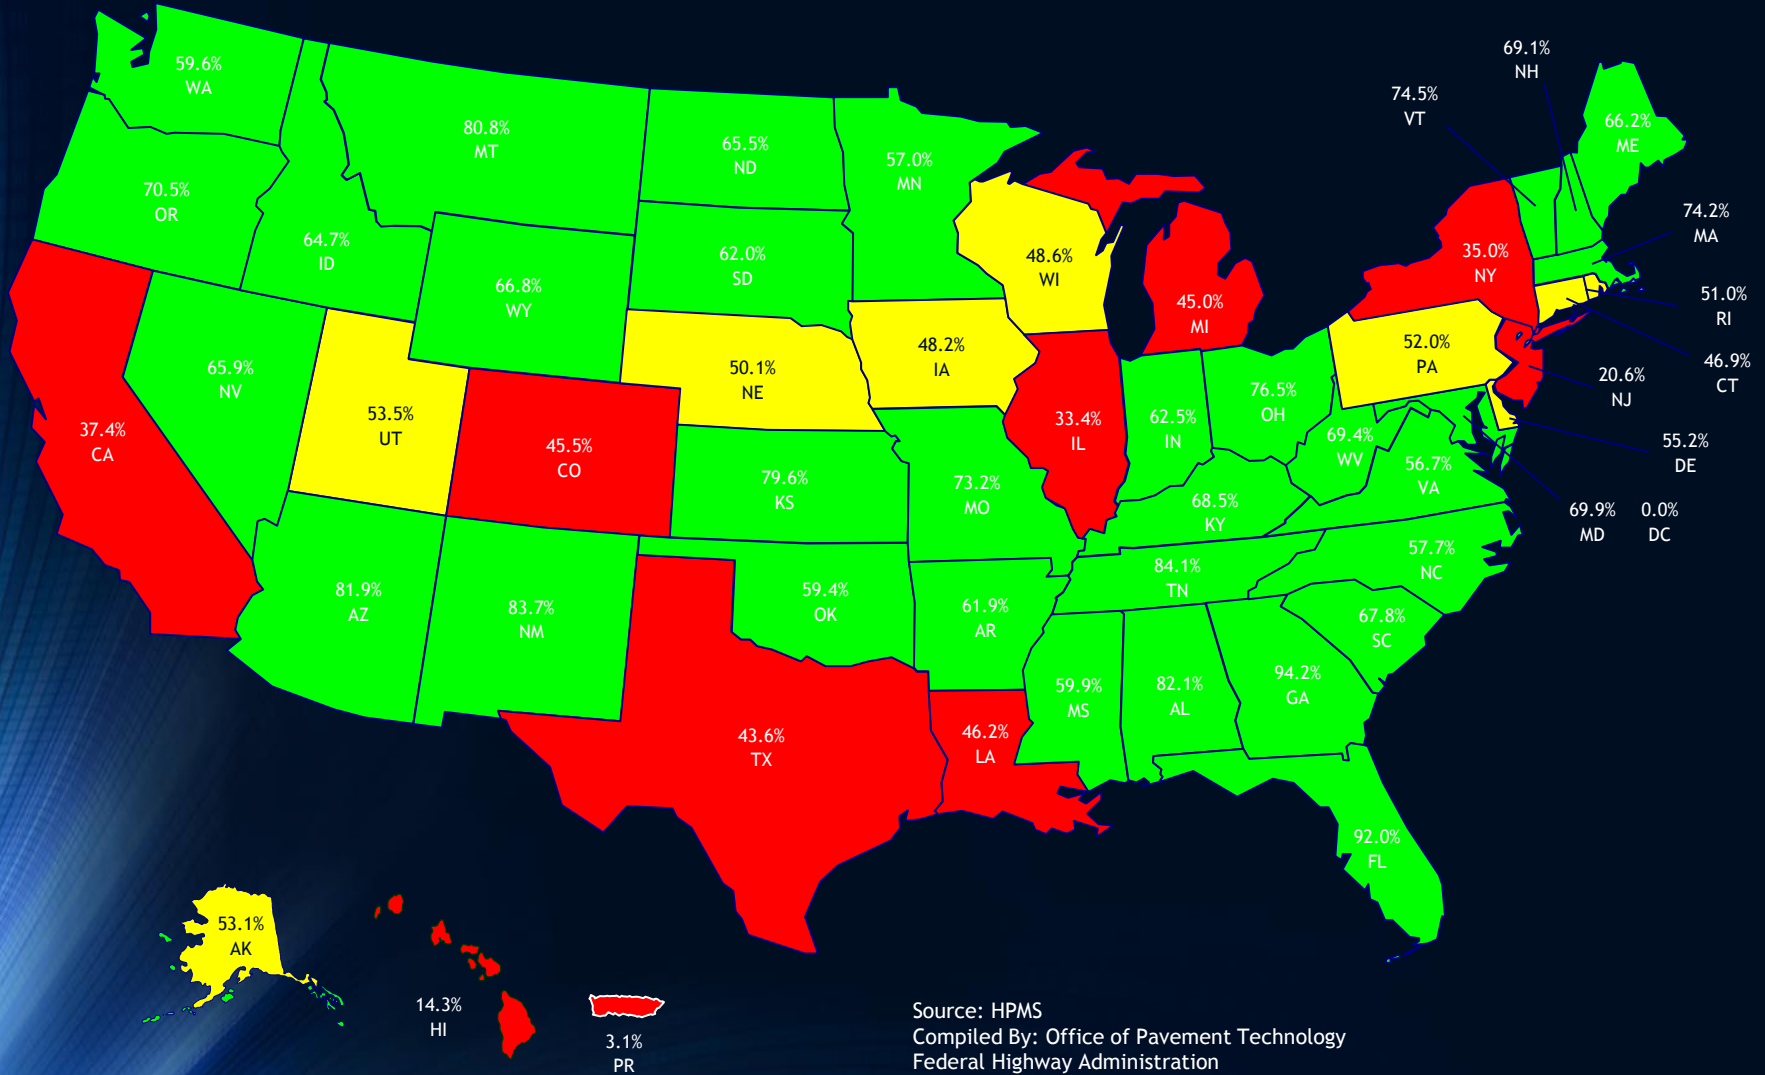 69.1%
NH
59.6%
WA
74.5%
VT
66.2%
ME
80.8%
MT
65.5%
ND
57.0%
MN
70.5%
OR
74.2%
MA
64.7%
ID
62.0%
SD
48.6%
WI
35.0%
NY
66.8%
WY
45.0%
MI
51.0%
RI
65.9%
NV
50.1%
NE
48.2%
IA
52.0%
PA
46.9%
CT
20.6%
NJ
37.4%
CA
53.5%
UT
45.5%
CO
33.4%
IL
62.5%
IN
76.5%
OH
69.4%
WV
55.2%
DE
79.6%
KS
73.2%
MO
68.5%
KY
56.7%
VA
69.9%
MD
0.0%
DC
81.9%
AZ
83.7%
NM
59.4%
OK
61.9%
AR
84.1%
TN
57.7%
NC
67.8%
SC
43.6%
TX
46.2%
LA
59.9%
MS
82.1%
AL
94.2%
GA
92.0%
FL
53.1%
AK
14.3%
HI
3.1%
PR
Source: HPMS
Compiled By: Office of Pavement Technology
Federal Highway Administration